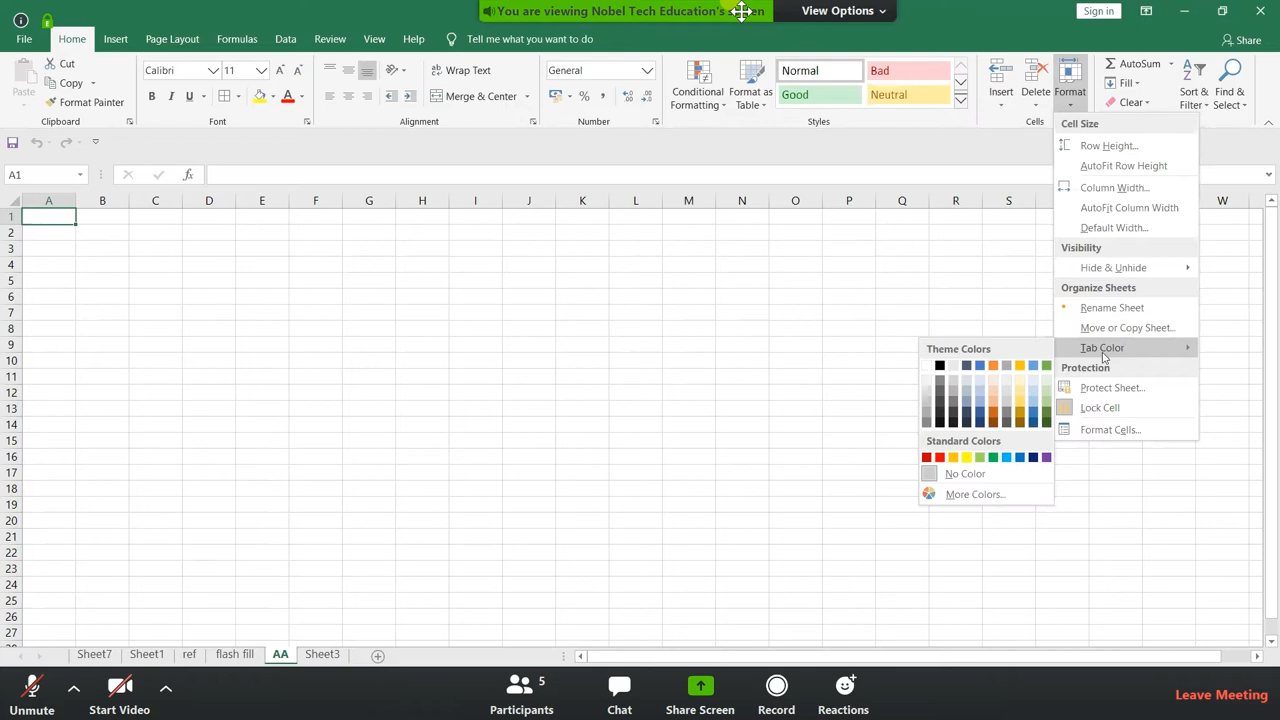 You are viewing Nobel Tech Education's
View Options
Sign in
File
Home
Insert
Page Layout
Formulas
Data
Review
View
Help
Tell me what you want to do
Share
Paste
Cut
Copy
Format Painter
Clipboard
Calibri
11
A
A
B
I
U
A
Font
Wrap Text
Merge & Center
Alignment
General
%
Number
Conditional
Formatting
Format as
Table
Normal
Bad
Good
Neutral
Styles
Insert
Delete
Format
Cells
AutoSum
Fill
Clear
Sort &
Filter
Find &
Select
A1
fx
A B C D E F G H I J K L M N O P Q R S W
1
2
3
4
5
6
7
8
9
10
11
12
13
14
15
16
17
18
19
20
21
22
23
24
25
26
27
Cell Size
Row Height...
AutoFit Row Height
Column Width...
AutoFit Column Width
Default Width...
Visibility
Hide & Unhide
Organize Sheets
Rename Sheet
Move or Copy Sheet...
Tab Color
Protection
Protect Sheet...
Lock Cell
Format Cells...
Theme Colors
Standard Colors
No Color
More Colors...
Sheet7
Sheet1
ref
flash fill
AA
Sheet3
Unmute
Start Video
5
Participants
Chat
Share Screen
Record
Reactions
Leave Meeting